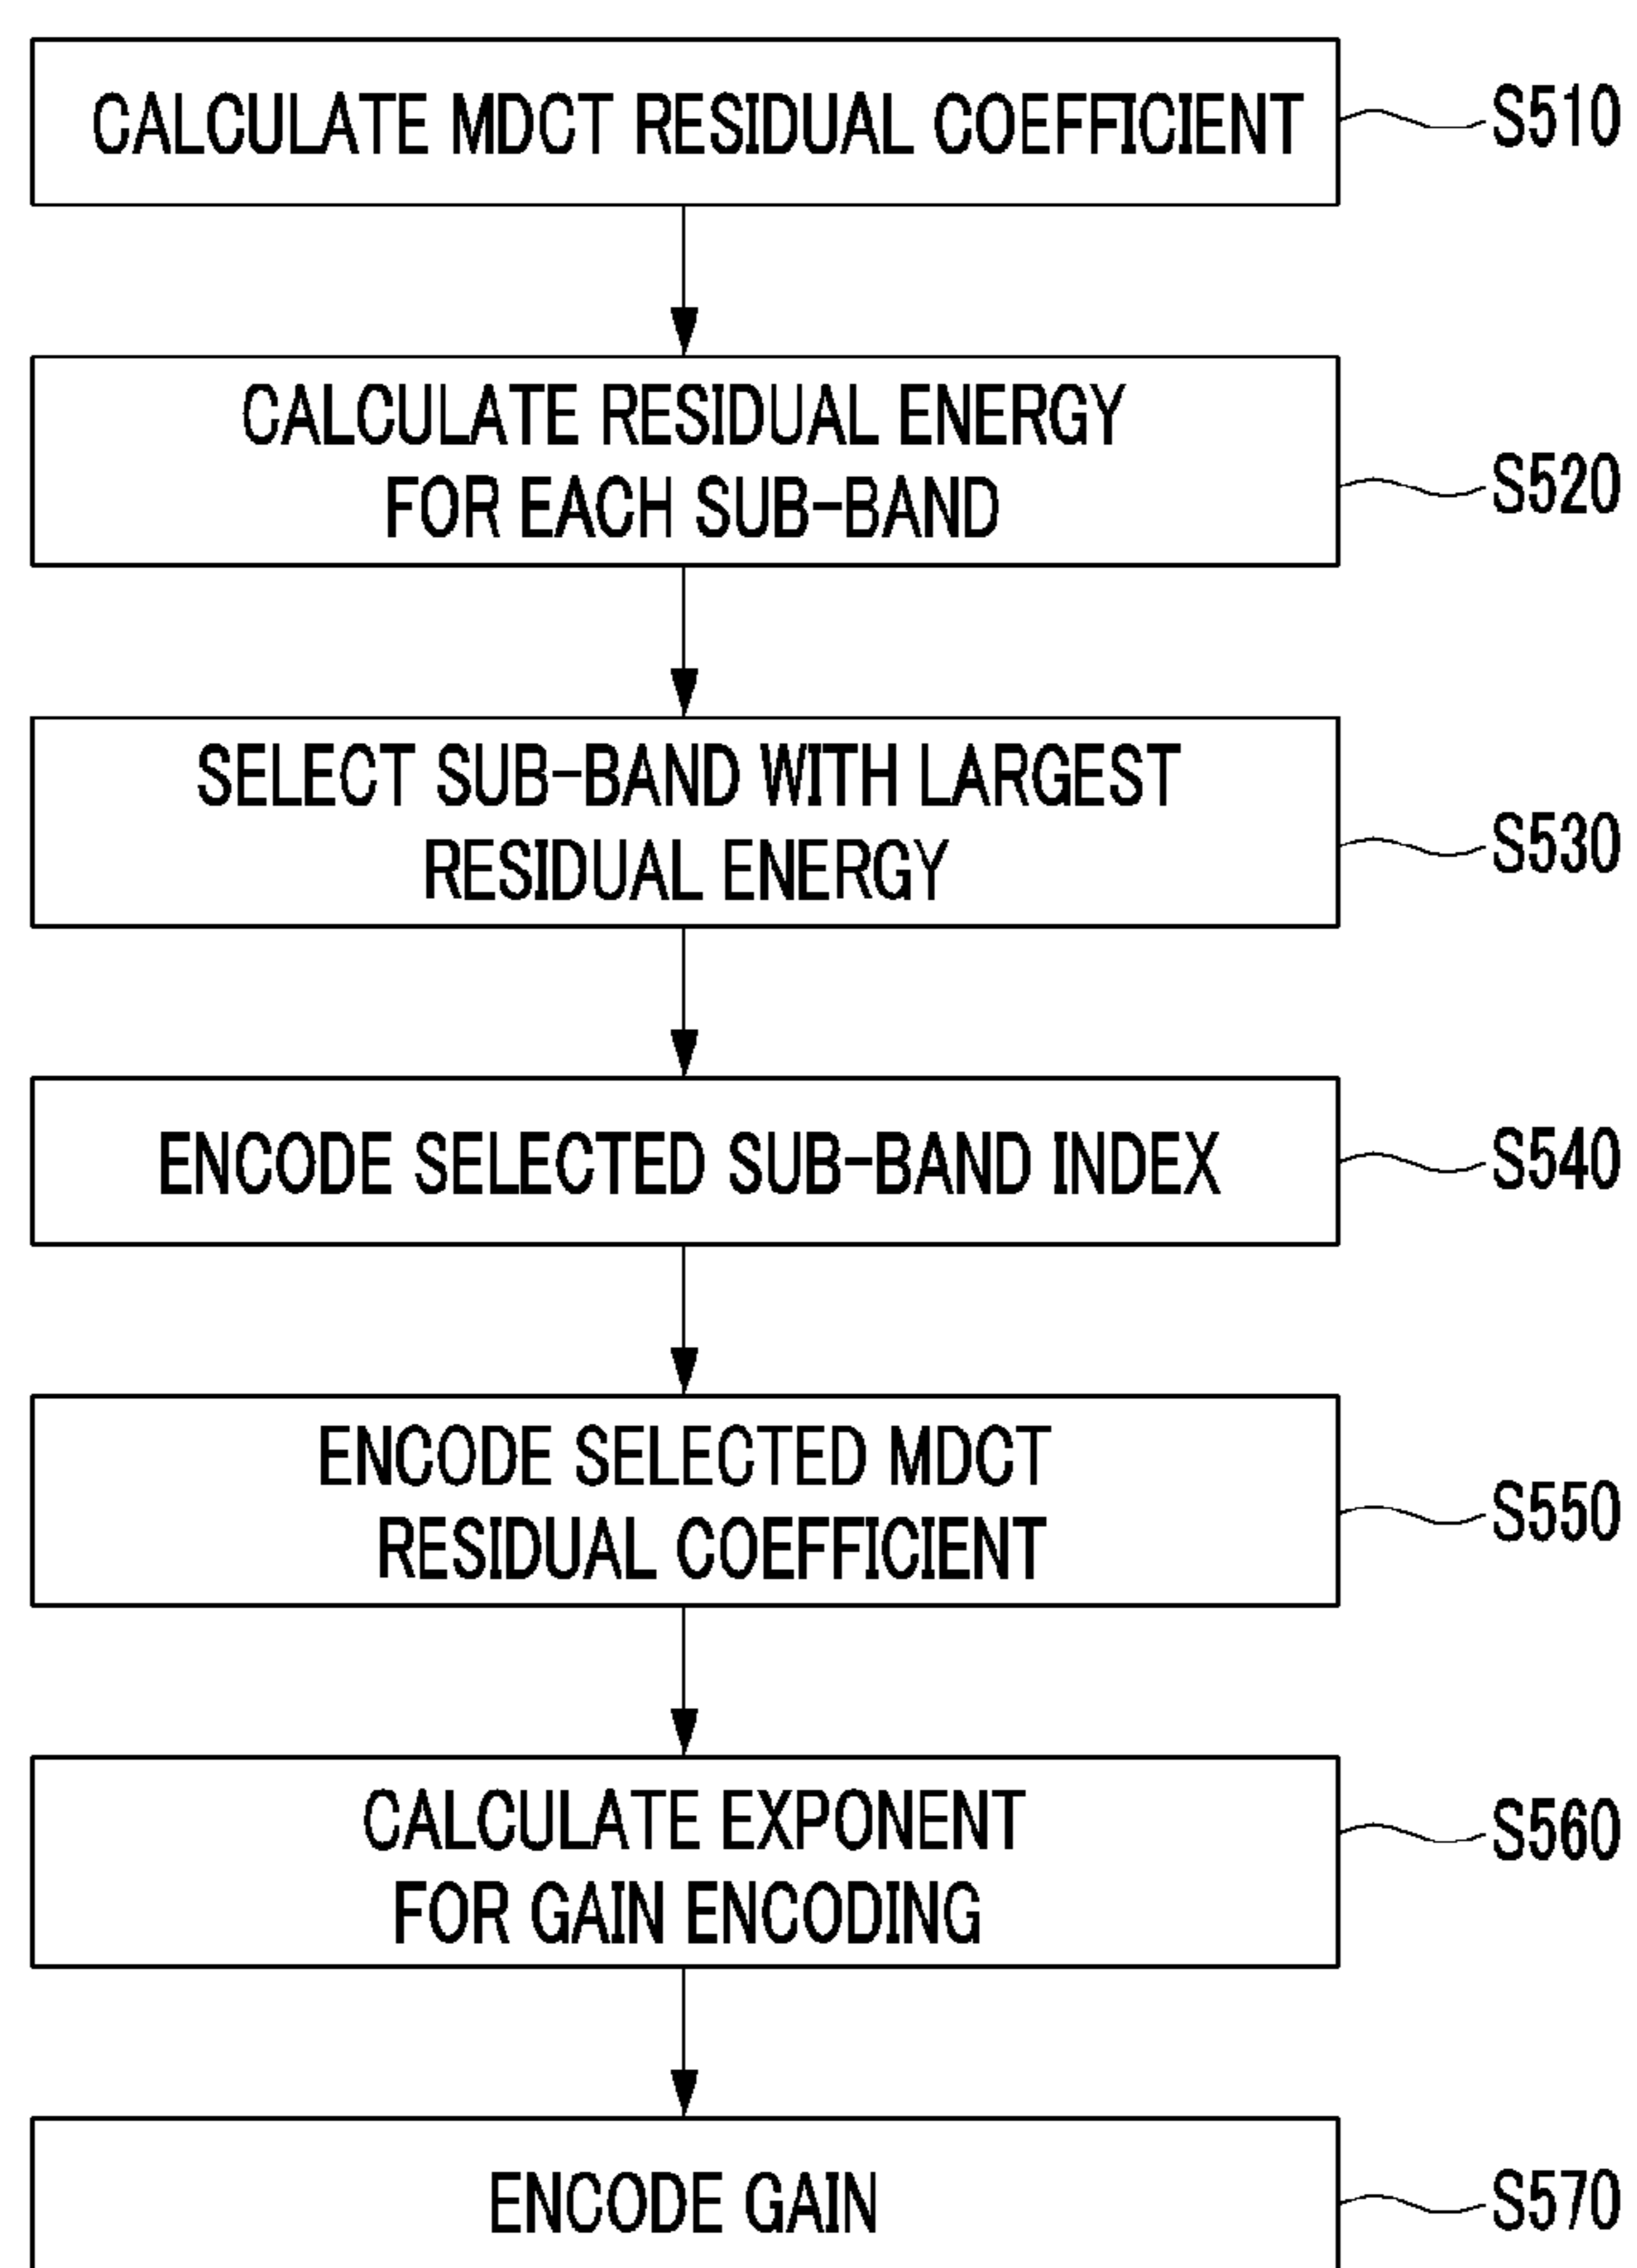 CALCULATE MDCT RESIDUAL COEFFICIENT
S510
CALCULATE RESIDUAL ENERGY
FOR EACH SUB-BAND
S520
SELECT SUB-BAND WITH LARGEST
RESIDUAL ENERGY
S530
ENCODE SELECTED SUB-BAND INDEX
S540
ENCODE SELECTED MDCT
RESIDUAL COEFFICIENT
S550
CALCULATE EXPONENT
FOR GAIN ENCODING
S560
ENCODE GAIN
S570